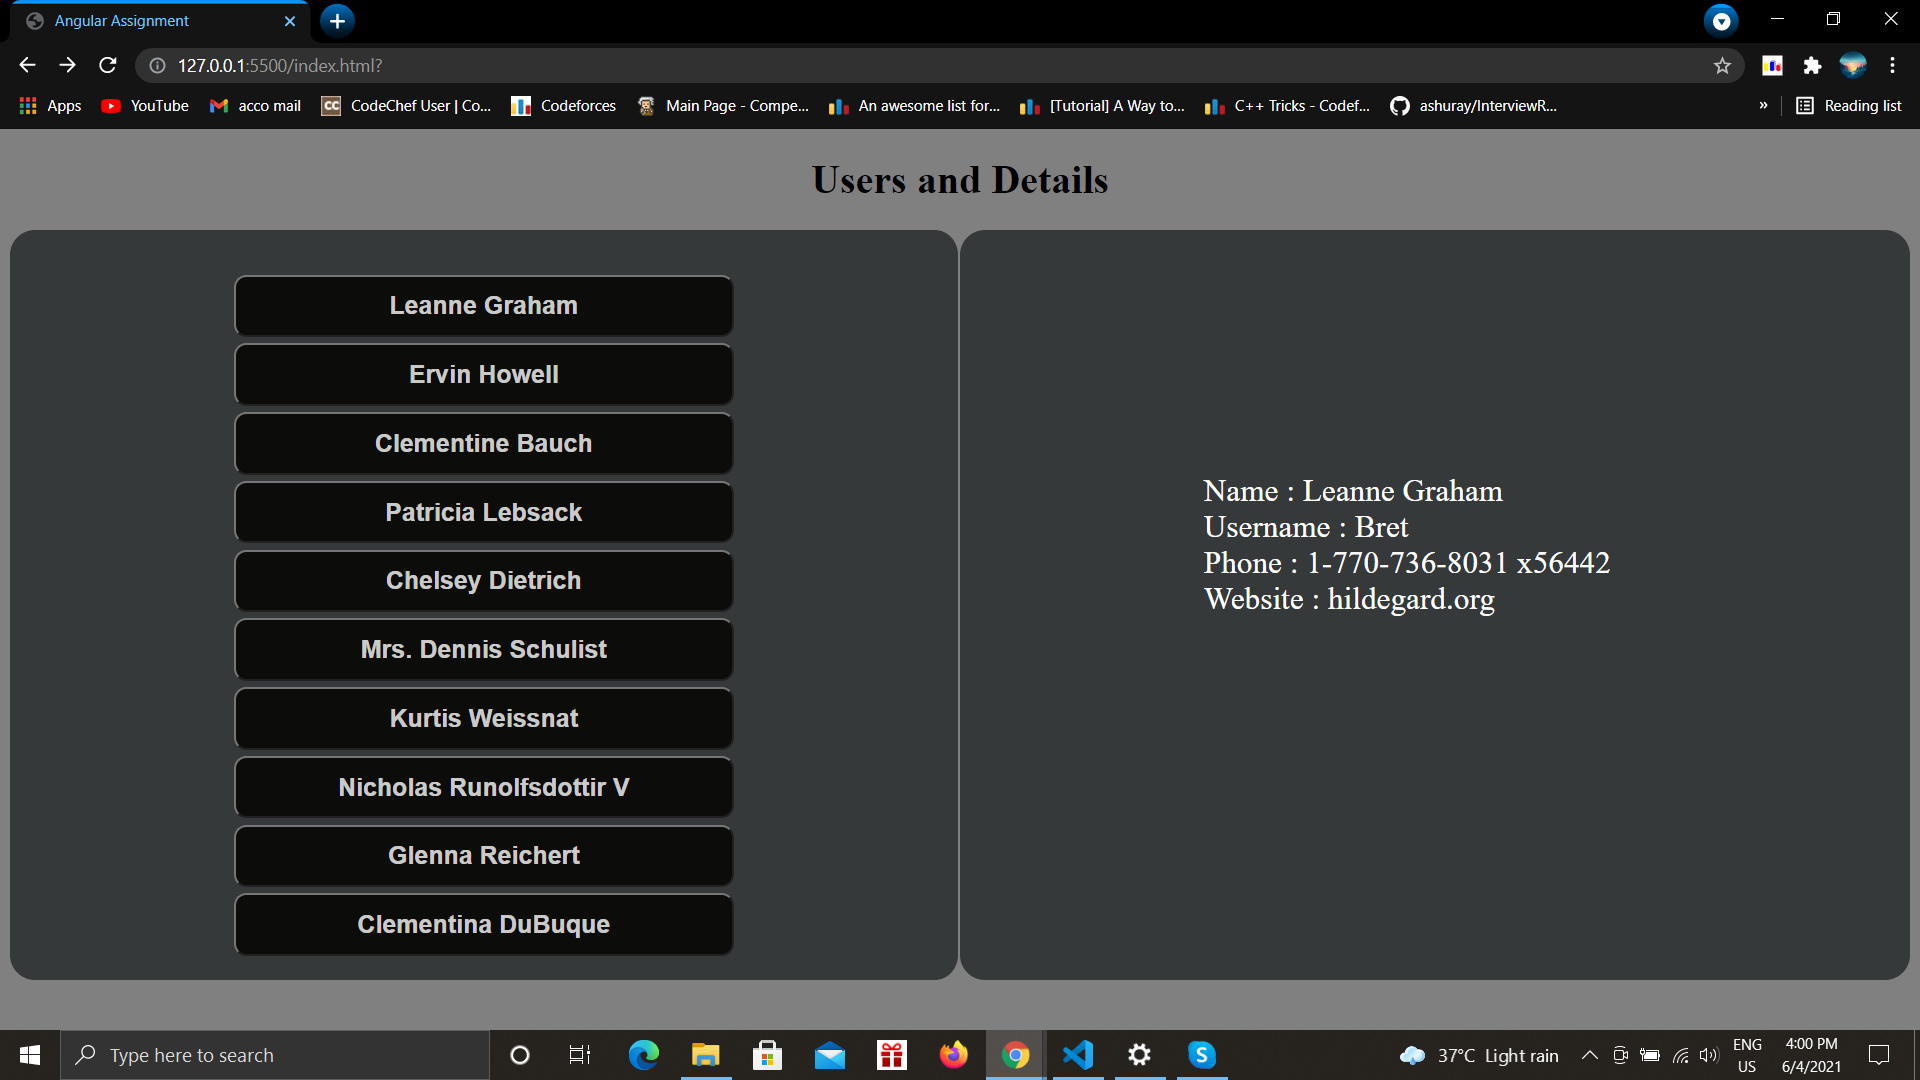 Angular Assignment
127.0.0.1:5500/index.html?
Apps YouTube acco mail CC CodeChef User | Co... Codeforces Main Page - Compe... An awesome list for... [Tutorial] A Way to... C++ Tricks - Codef... ashuray/InterviewR... » Reading list
Users and Details
Leanne Graham
Ervin Howell
Clementine Bauch
Patricia Lebsack
Chelsey Dietrich
Mrs. Dennis Schulist
Kurtis Weissnat
Nicholas Runolfsdottir V
Glenna Reichert
Clementina DuBuque
Name : Leanne Graham
Username : Bret
Phone : 1-770-736-8031 x56442
Website : hildegard.org
Type here to search
37°C Light rain
ENG
US
4:00 PM
6/4/2021